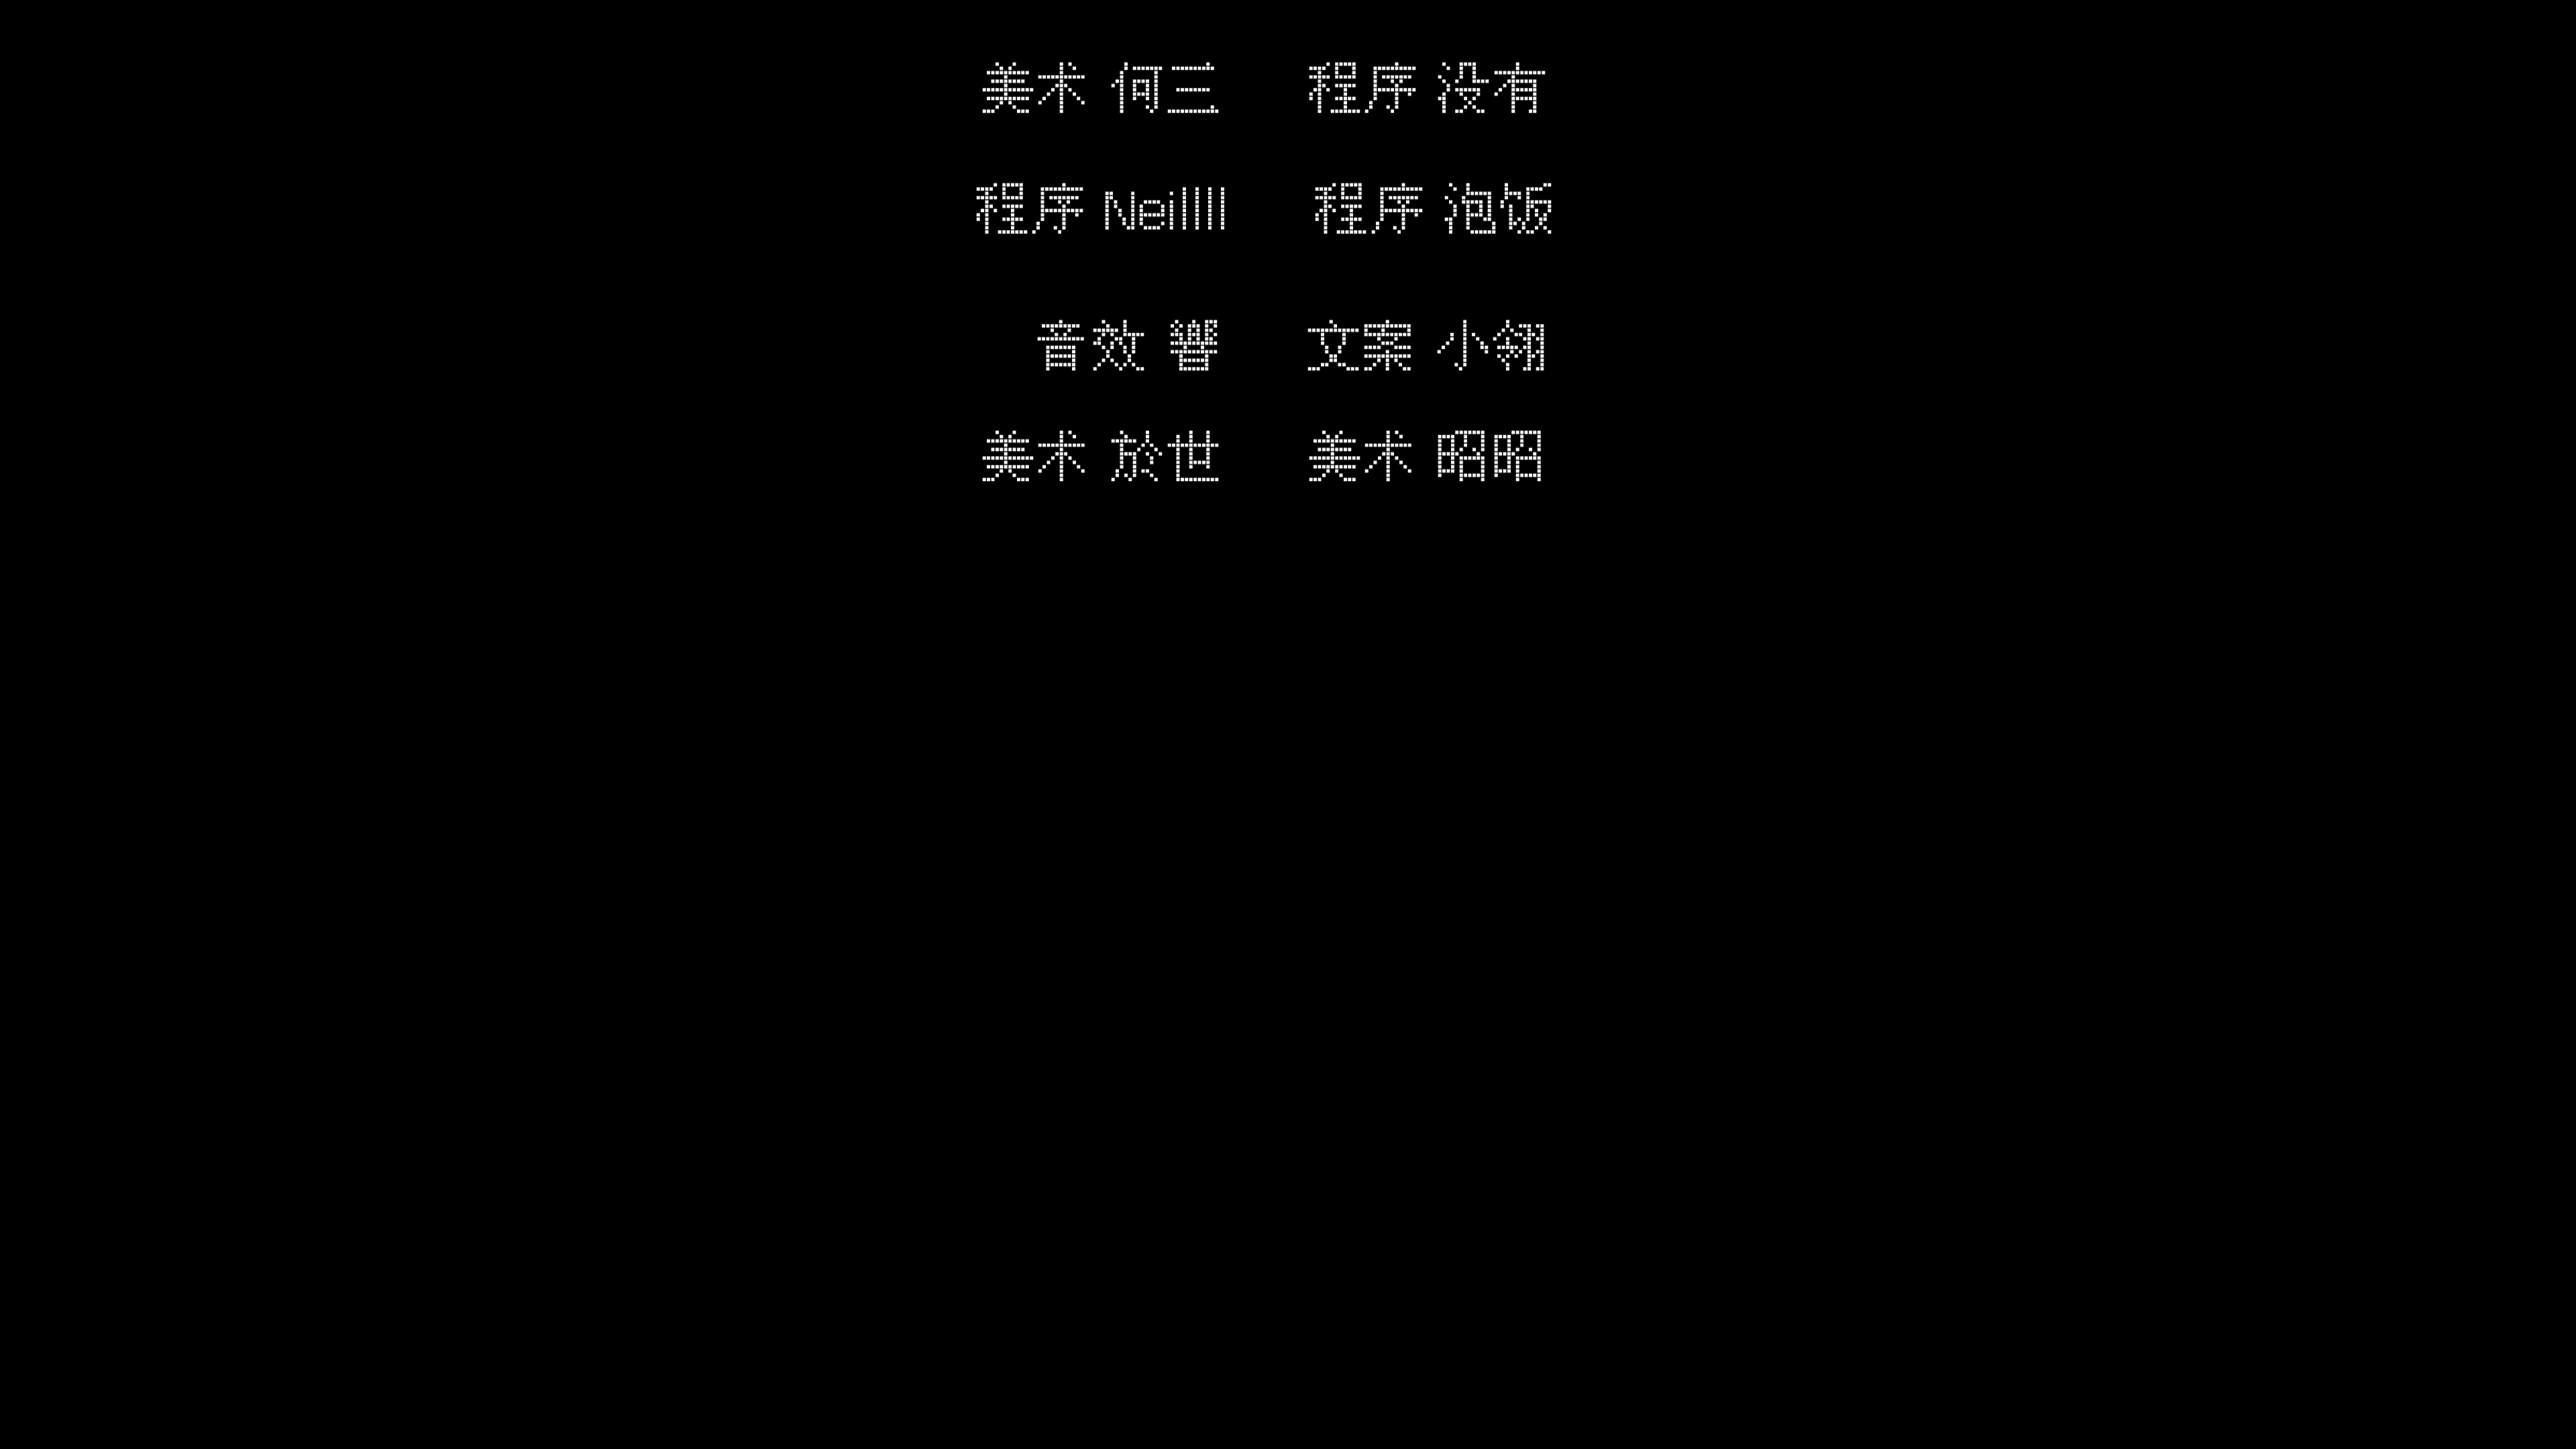 美术 何三 程序 没有
程序 Neillll 程序 泡饭
音效 響 文案 小翎
美术 於世 美术 昭昭